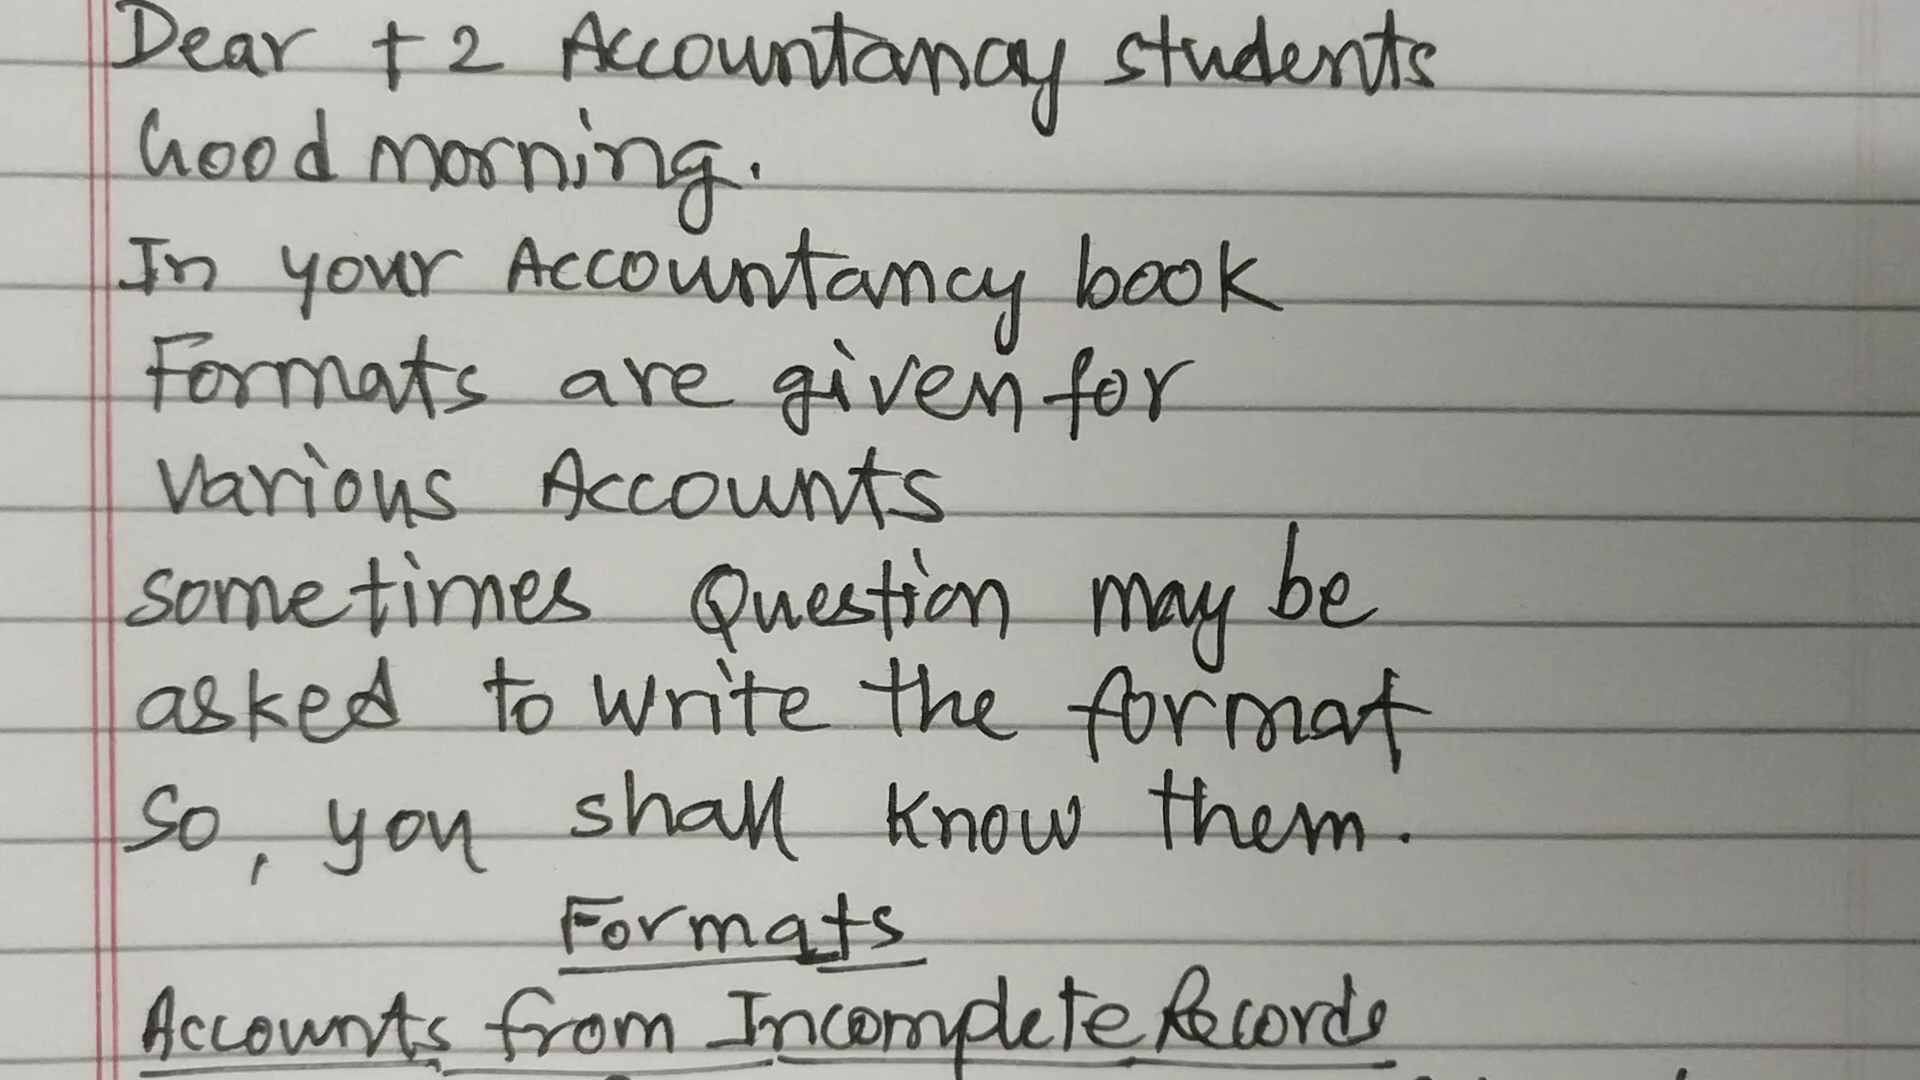 Dear +2 Accountancy students
Good morning.
In your Accountancy book
Formats are given for
various Accounts
sometimes Question may be
asked to write the format
So, you shall know them.
Formats
Accounts from Incomplete Records